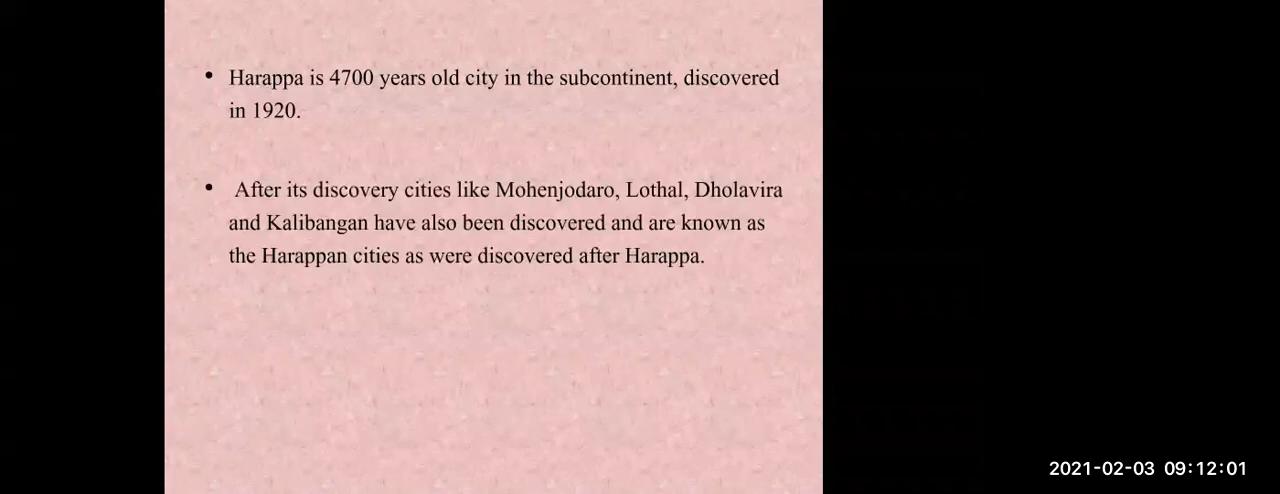 • Harappa is 4700 years old city in the subcontinent, discovered
in 1920.
• After its discovery cities like Mohenjodaro, Lothal, Dholavira
and Kalibangan have also been discovered and are known as
the Harappan cities as were discovered after Harappa.
2021-02-03 09:12:01